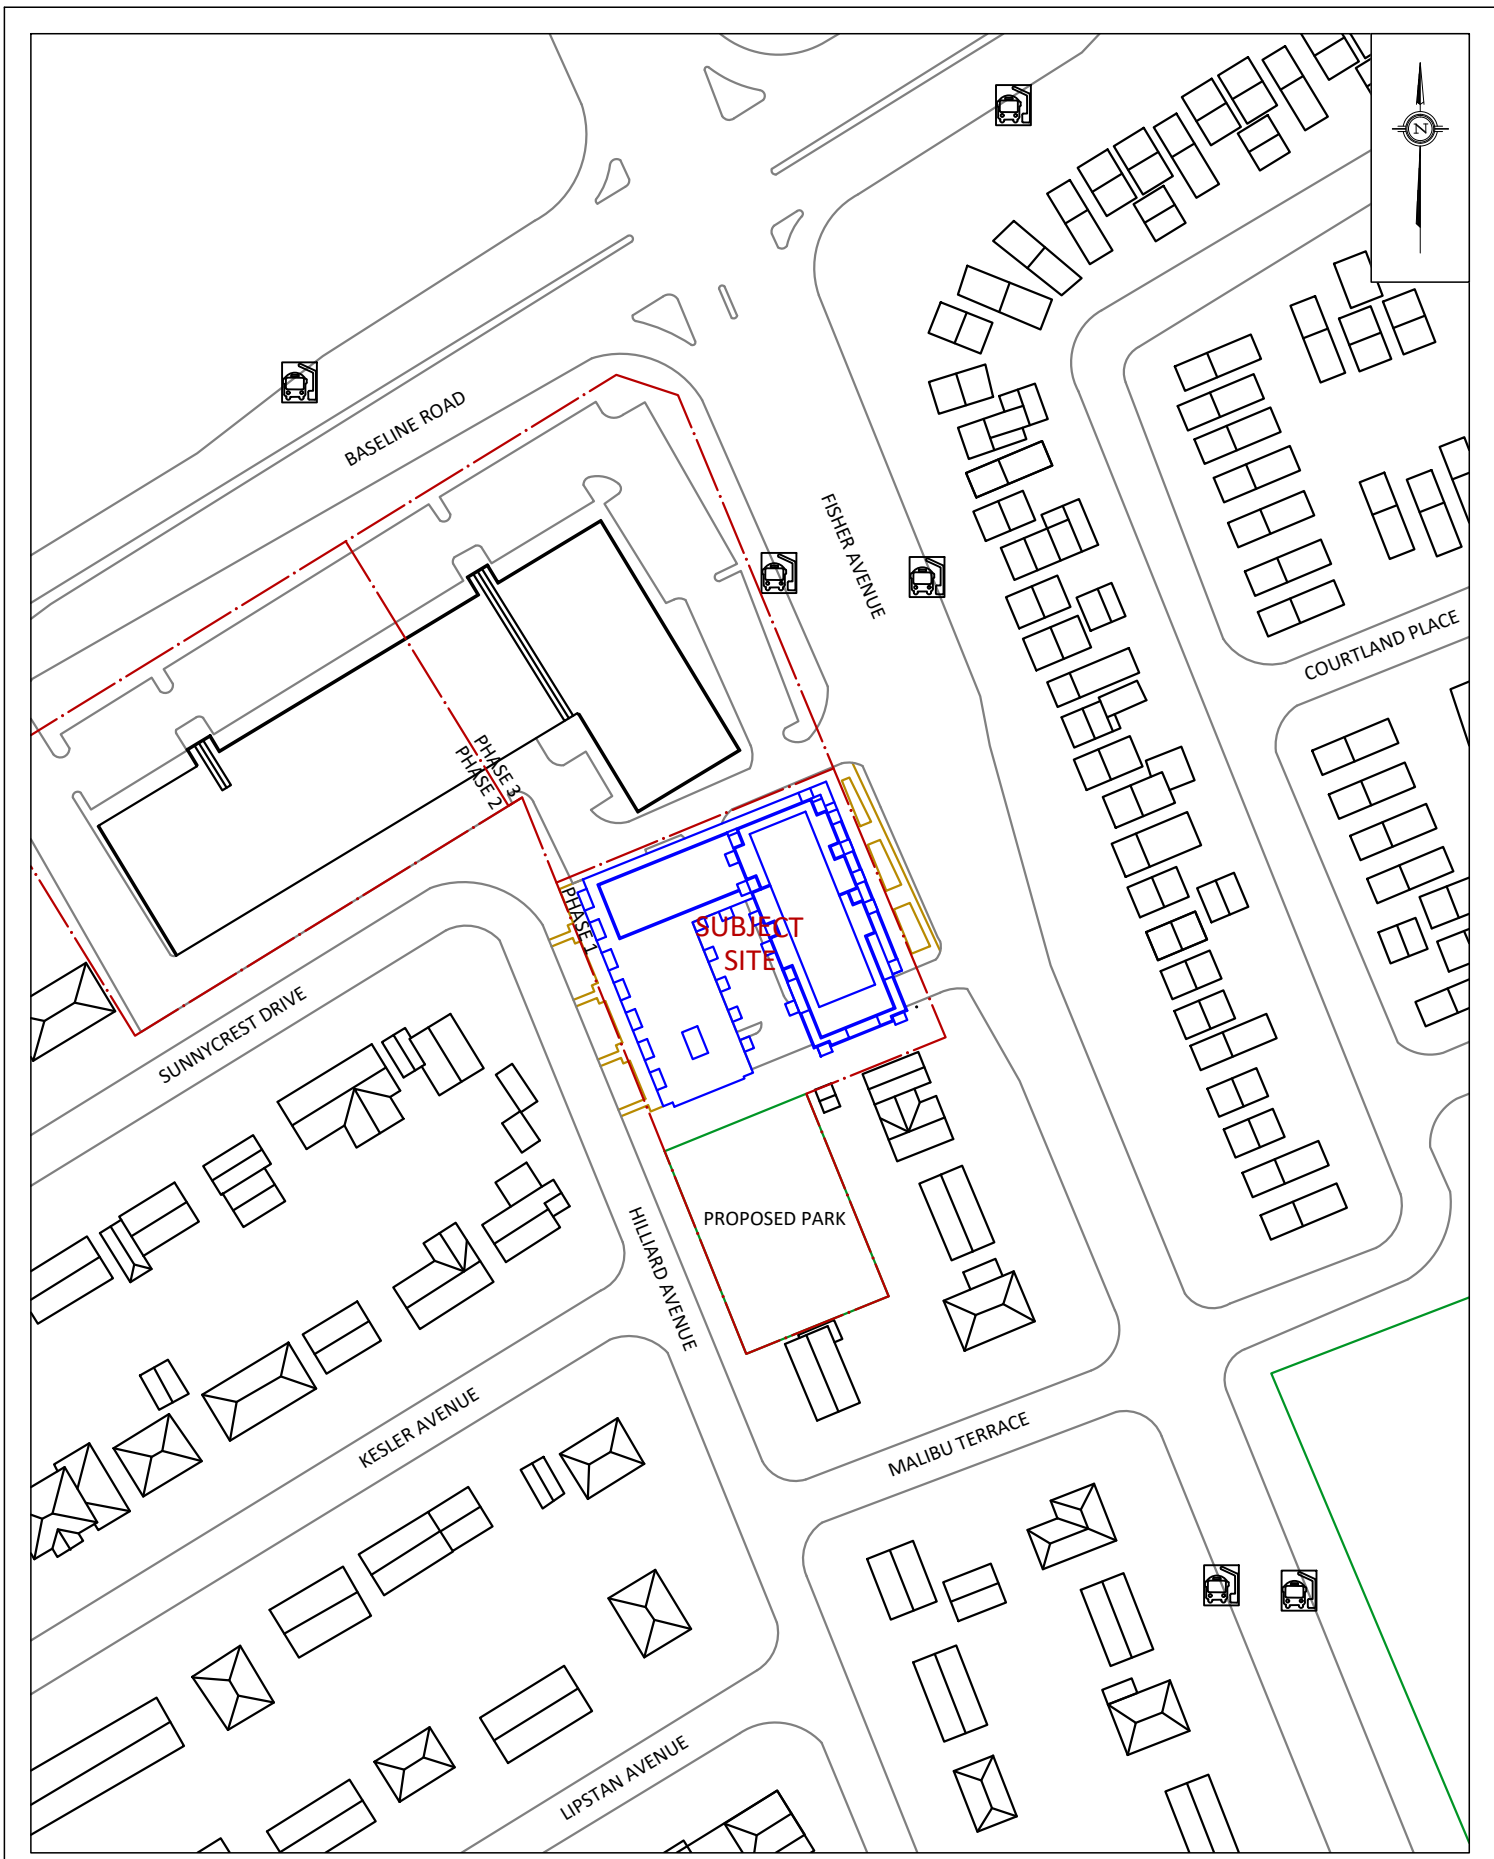 N
BASELINE ROAD
FISHER AVENUE
COURTLAND PLACE
PHASE 3
PHASE 2
PHASE 1
SUBJECT
SITE
SUNNYCREST DRIVE
PROPOSED PARK
HILLIARD AVENUE
KESLER AVENUE
MALIBU TERRACE
LIPSTAN AVENUE